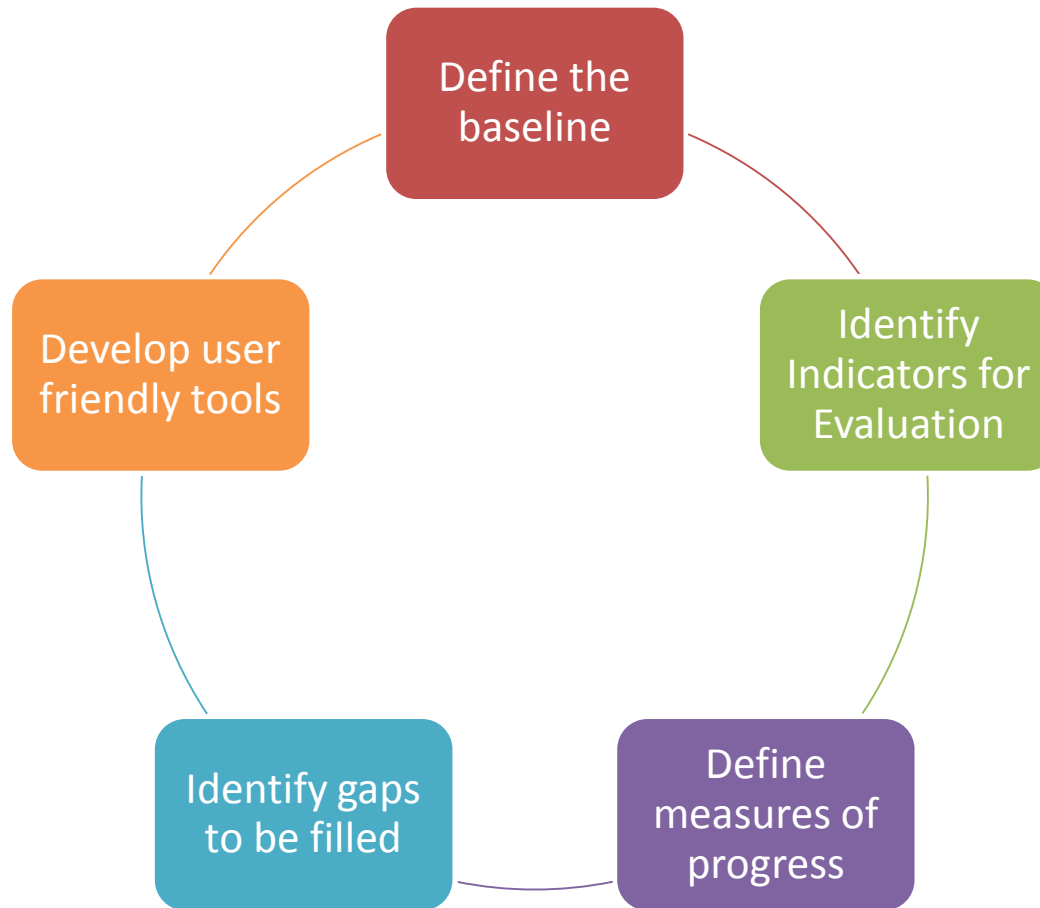 Define the
baseline
Identify
Indicators for
Evaluation
Define
measures of
progress
Identify gaps
to be filled
Develop user
friendly tools